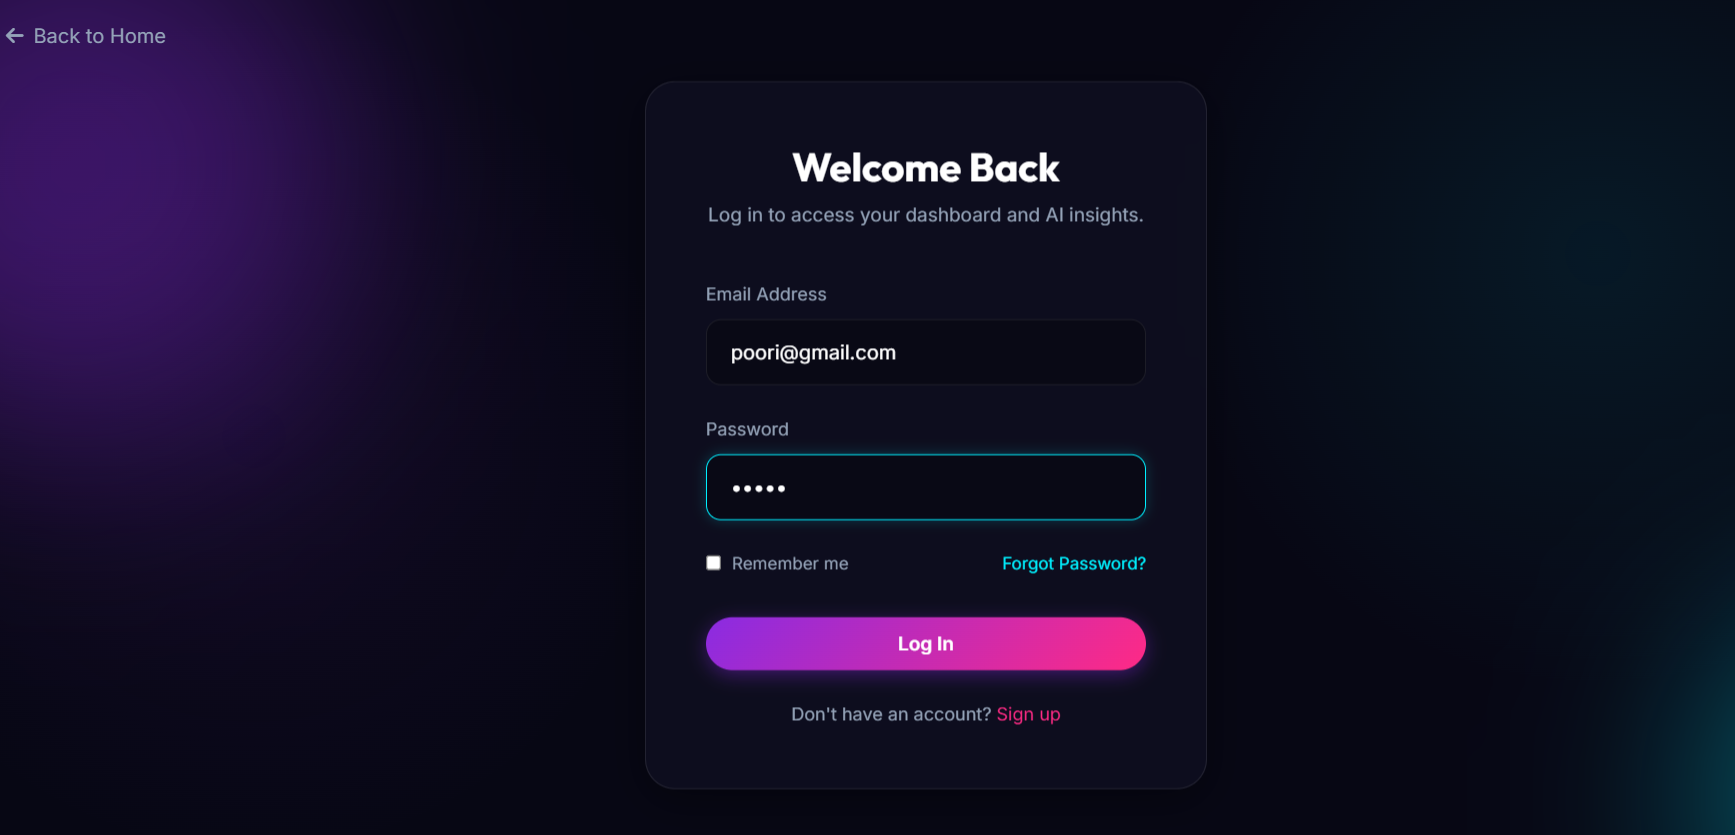 Back to Home
Welcome Back
Log in to access your dashboard and AI insights.
Email Address
poori@gmail.com
Password
•••••
Remember me
Forgot Password?
Log In
Don't have an account? Sign up